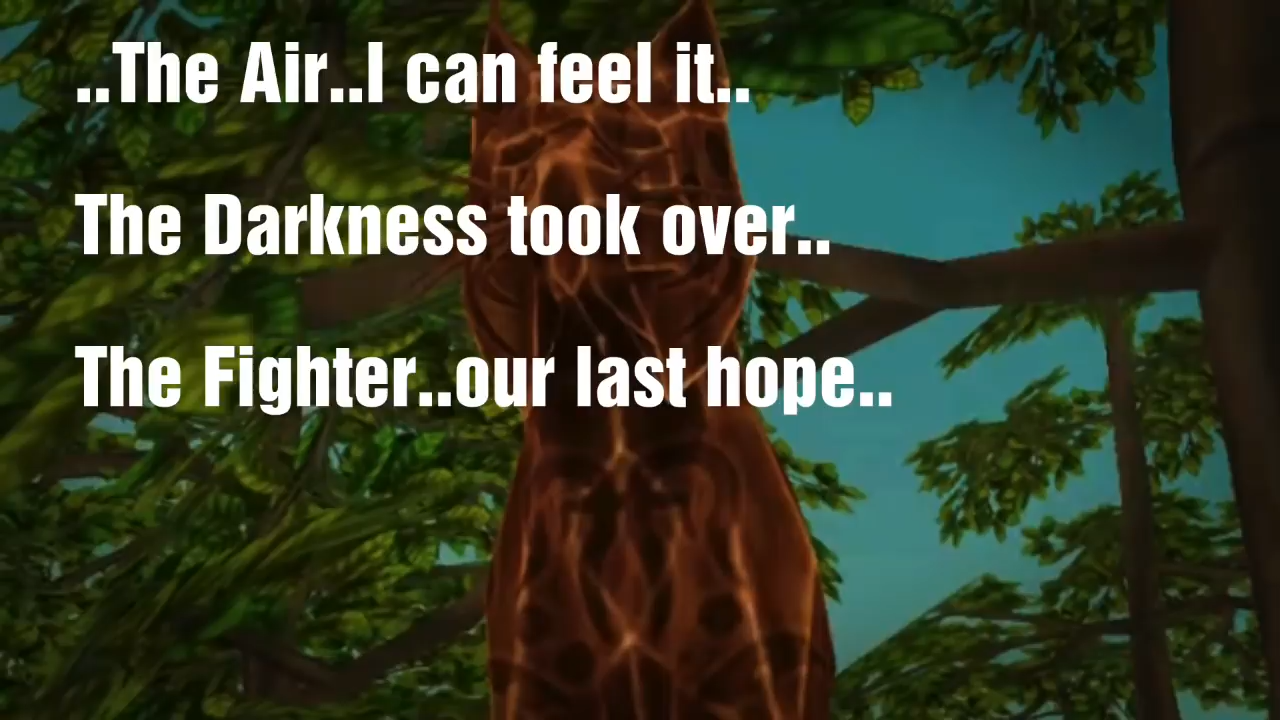 ..The Air..I can feel it..
The Darkness took over..
The Fighter..our last hope..